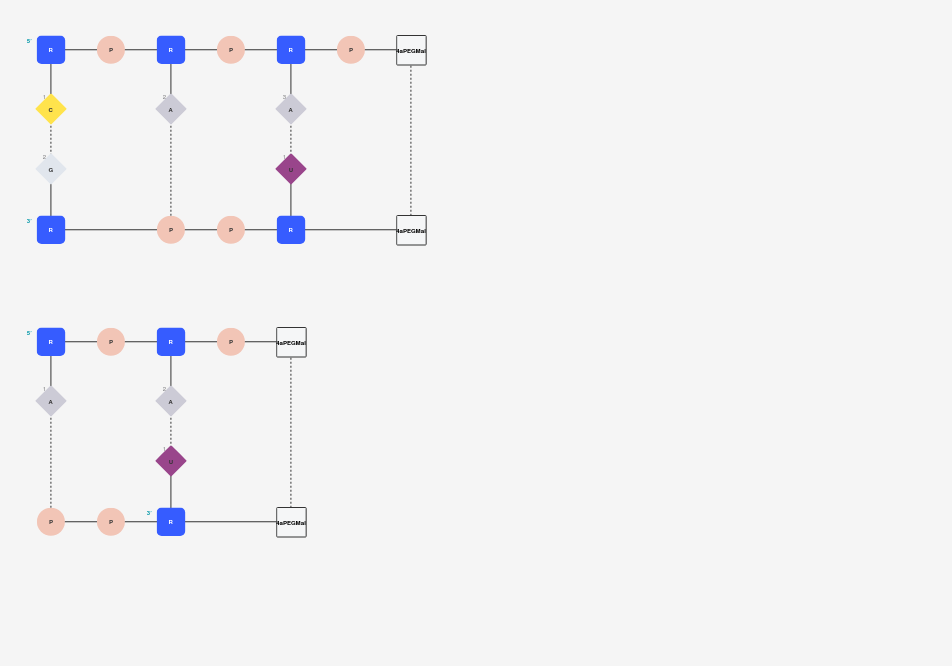 5' R P R P R P 4aPEGMal
1 2 3
C A A
2 1
G U
3' R P P R 4aPEGMal
5' R P R P 4aPEGMal
1 2
A A
1
U
P P 3' R 4aPEGMal